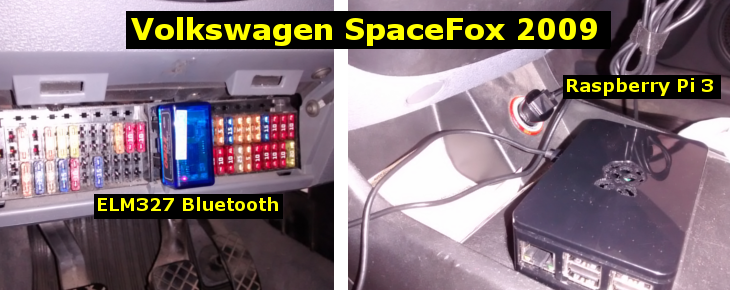 Volkswagen SpaceFox 2009
Raspberry Pi 3
ELM327 Bluetooth